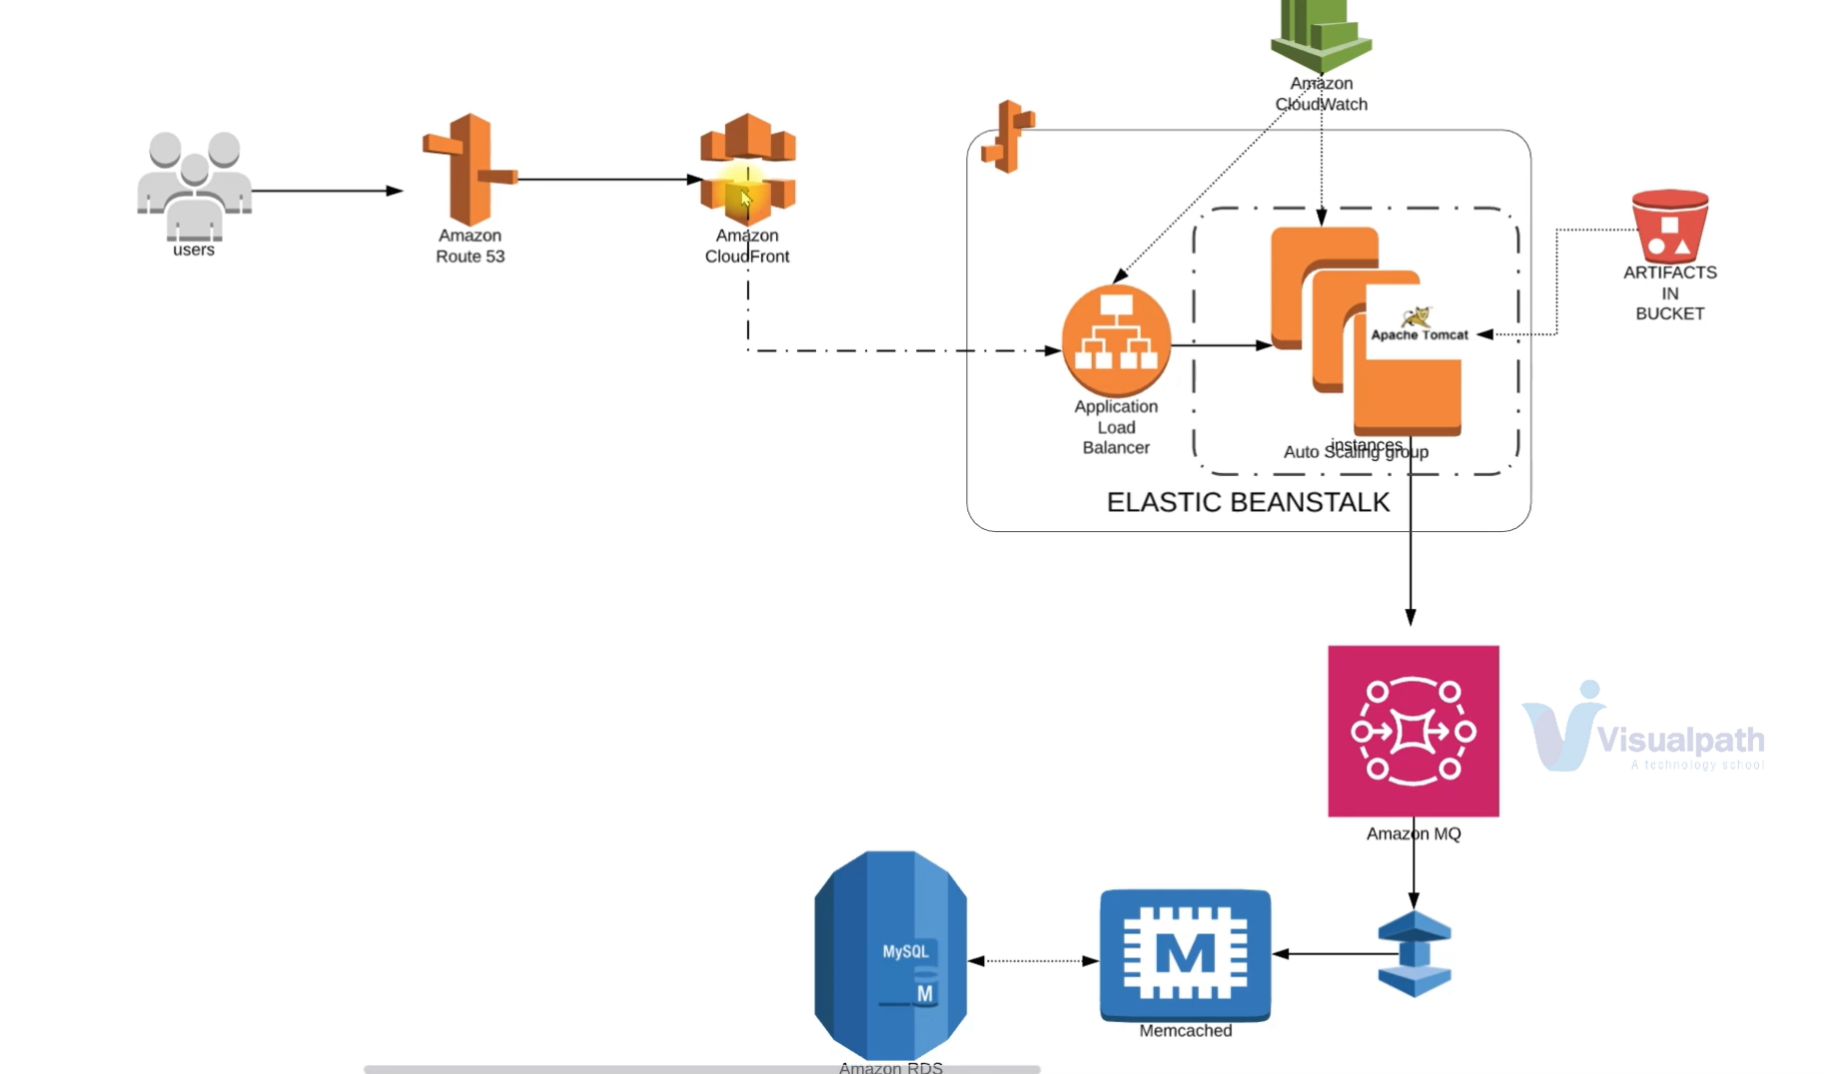 Amazon
CloudWatch
users
Amazon
Route 53
Amazon
CloudFront
ARTIFACTS
IN
BUCKET
Apache Tomcat
Application
Load
Balancer
instances
Auto Scaling group
ELASTIC BEANSTALK
Visualpath
A technology school
Amazon MQ
MySQL
M
M
Memcached
Amazon RDS